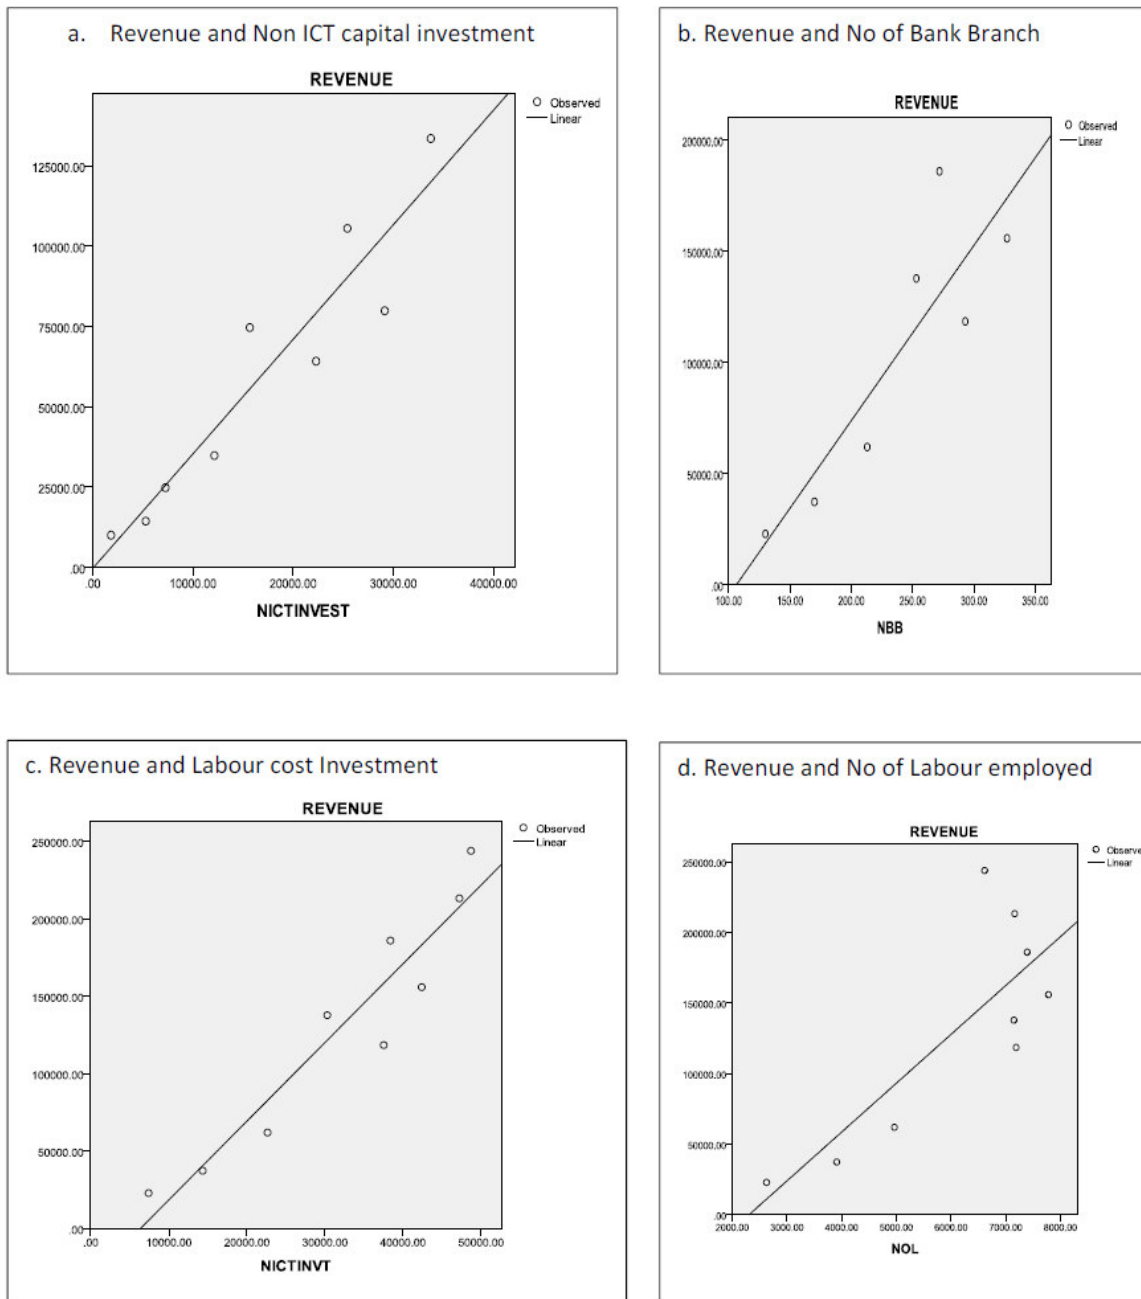 a. Revenue and Non ICT capital investment
REVENUE
Observed
Linear
125000.00
100000.00
75000.00
50000.00
25000.00
.00
.00 10000.00 20000.00 30000.00 40000.00
NICTINVEST
b. Revenue and No of Bank Branch
REVENUE
Observed
Linear
200000.00
150000.00
100000.00
50000.00
.00
100.00 150.00 200.00 250.00 300.00 350.00
NBB
c. Revenue and Labour cost Investment
REVENUE
Observed
Linear
250000.00
200000.00
150000.00
100000.00
50000.00
.00
.00 10000.00 20000.00 30000.00 40000.00 50000.00
NICTINVT
d. Revenue and No of Labour employed
REVENUE
Observe
Linear
250000.00
200000.00
150000.00
100000.00
50000.00
.00
2000.00 3000.00 4000.00 5000.00 6000.00 7000.00 8000.00
NOL